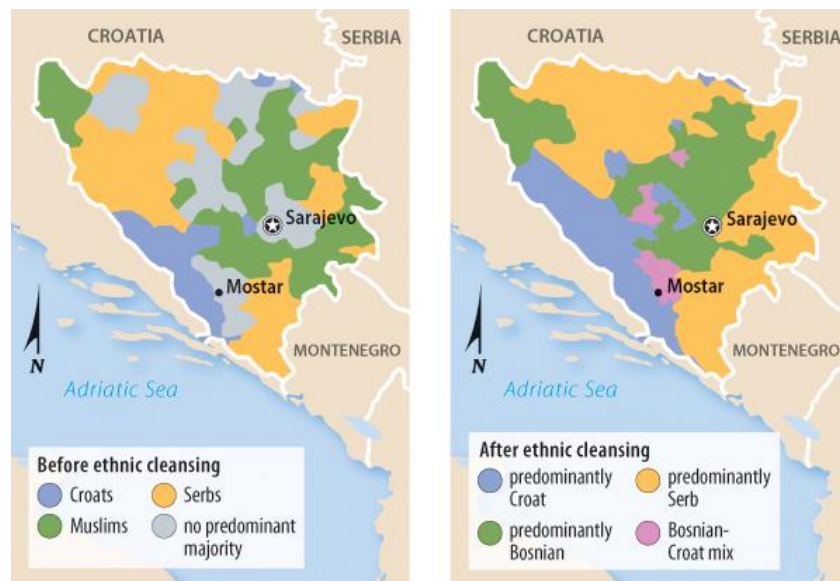 CROATIA
SERBIA
Sarajevo
Mostar
MONTENEGRO
N
Adriatic Sea
Before ethnic cleansing
Croats
Serbs
Muslims
no predominant
majority
CROATIA
SERBIA
Sarajevo
Mostar
MONTENEGRO
N
Adriatic Sea
After ethnic cleansing
predominantly
Croat
predominantly
Serb
predominantly
Bosnian
Bosnian-
Croat mix